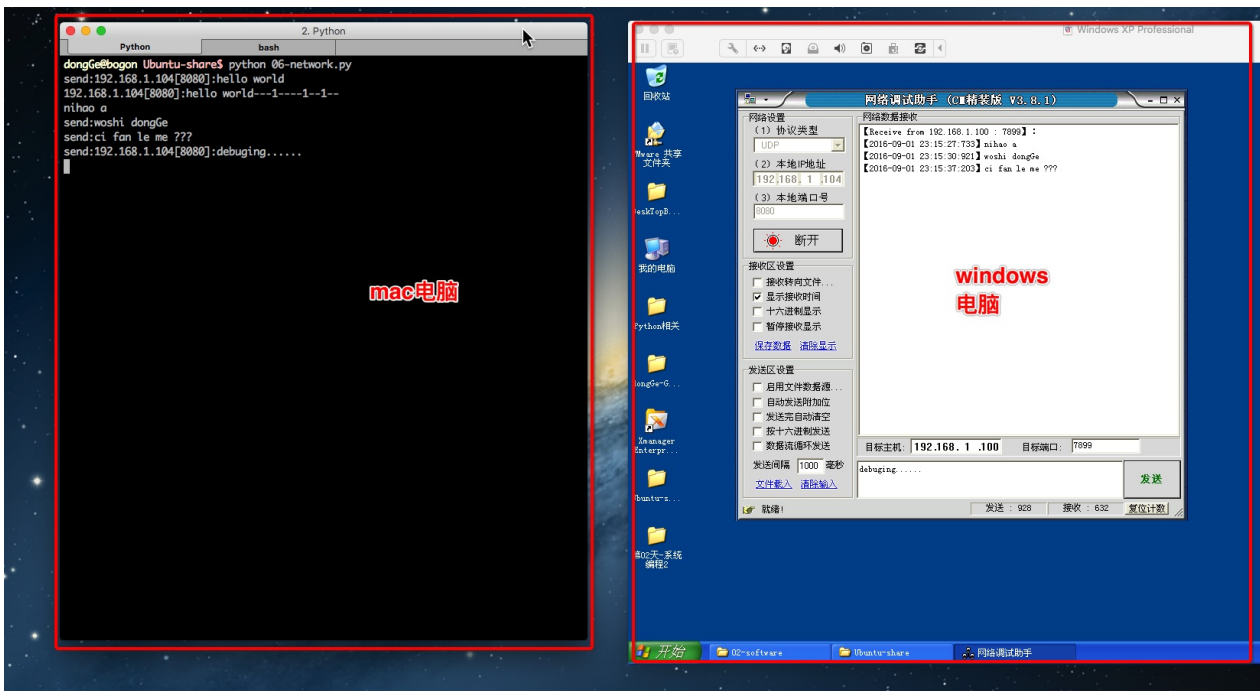 2. Python
Python
bash
dongGe@bogon Ubuntu-share$ python 06-network.py
send:192.168.1.104[8080]:hello world
192.168.1.104[8080]:hello world---1----1--1--
nihao a
send:woshi dongGe
send:ci fan le me ???
send:192.168.1.104[8080]:debuging......
mac电脑
Windows XP Professional
回收站
VMware 共享
文件夹
DeskTopB...
我的电脑
Python相关
dongGe-G...
Xmanager
Enterpr...
Ubuntu-s...
第02天-系统
编程2
网络调试助手 (C■精装版 V3.8.1)
网络设置
(1) 协议类型
UDP
(2) 本地IP地址
192.168. 1 .104
(3) 本地端口号
8080
断开
接收区设置
接收转向文件...
显示接收时间
十六进制显示
暂停接收显示
保存数据 清除显示
发送区设置
启用文件数据源...
自动发送附加位
发送完自动清空
按十六进制发送
数据流循环发送
发送间隔 1000 毫秒
文件载入 清除输入
网络数据接收
【Receive from 192.168.1.100 : 7899】:
【2016-09-01 23:15:27:733】nihao a
【2016-09-01 23:15:30:921】woshi dongGe
【2016-09-01 23:15:37:203】ci fan le me ???
windows
电脑
目标主机: 192.168. 1 .100 目标端口: 7899
debuging......
发送
就绪! 发送 : 928 接收 : 632 复位计数
开始 02-software Ubuntu-share 网络调试助手